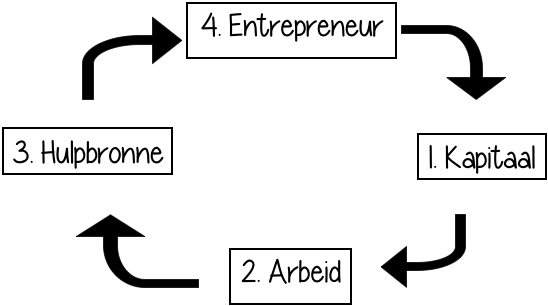 4. Entrepreneur
3. Hulpbronne
1. Kapitaal
2. Arbeid